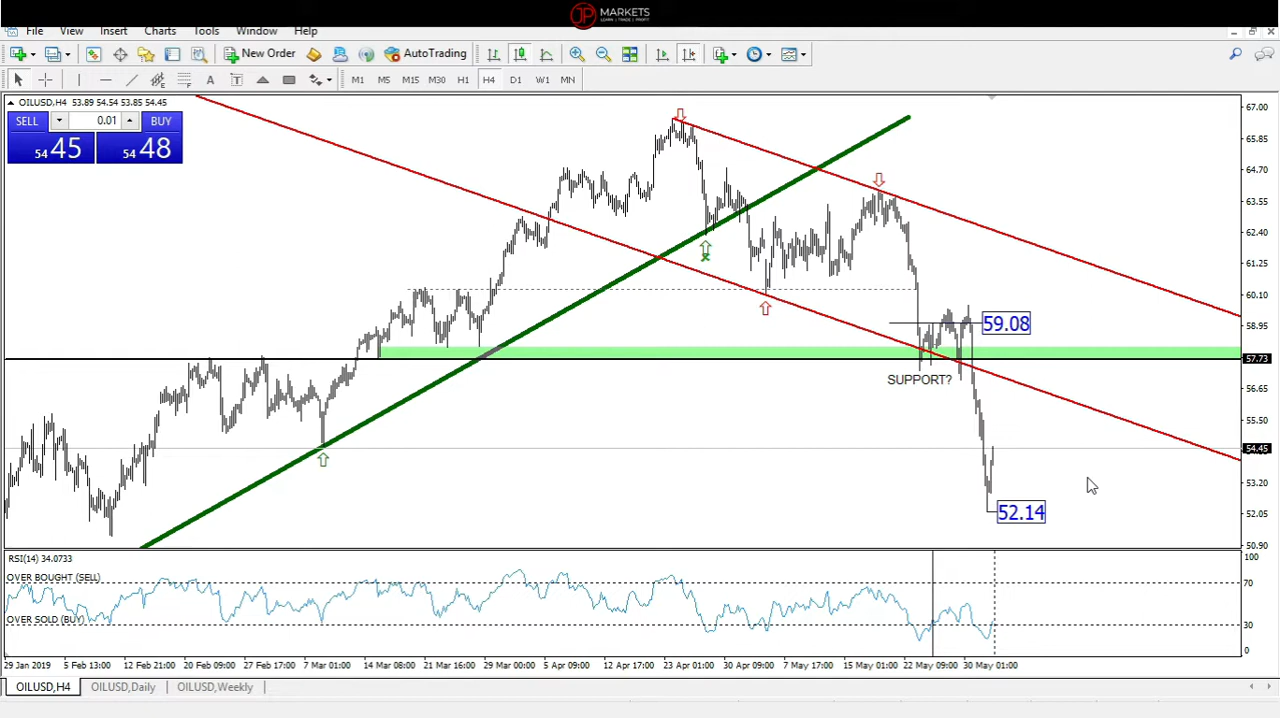 JP MARKETS
LEARN | TRADE | PROFIT
File View Insert Charts Tools Window Help
New Order AutoTrading
A T M1 M5 M15 M30 H1 H4 D1 W1 MN
OILUSD,H4 53.89 54.54 53.85 54.45
SELL 0.01 BUY
54 45 54 48
67.00
65.85
64.70
63.55
62.40
61.25
60.10
59.08
58.95
57.73
SUPPORT?
56.65
55.50
54.45
53.20
52.14
52.05
50.90
RSI(14) 34.0733
100
OVER BOUGHT (SELL)
70
OVER SOLD (BUY)
30
0
29 Jan 2019 5 Feb 13:00 12 Feb 21:00 20 Feb 09:00 27 Feb 17:00 7 Mar 01:00 14 Mar 08:00 21 Mar 16:00 29 Mar 00:00 5 Apr 09:00 12 Apr 17:00 23 Apr 01:00 30 Apr 09:00 7 May 17:00 15 May 01:00 22 May 09:00 30 May 01:00
OILUSD,H4 OILUSD,Daily OILUSD,Weekly